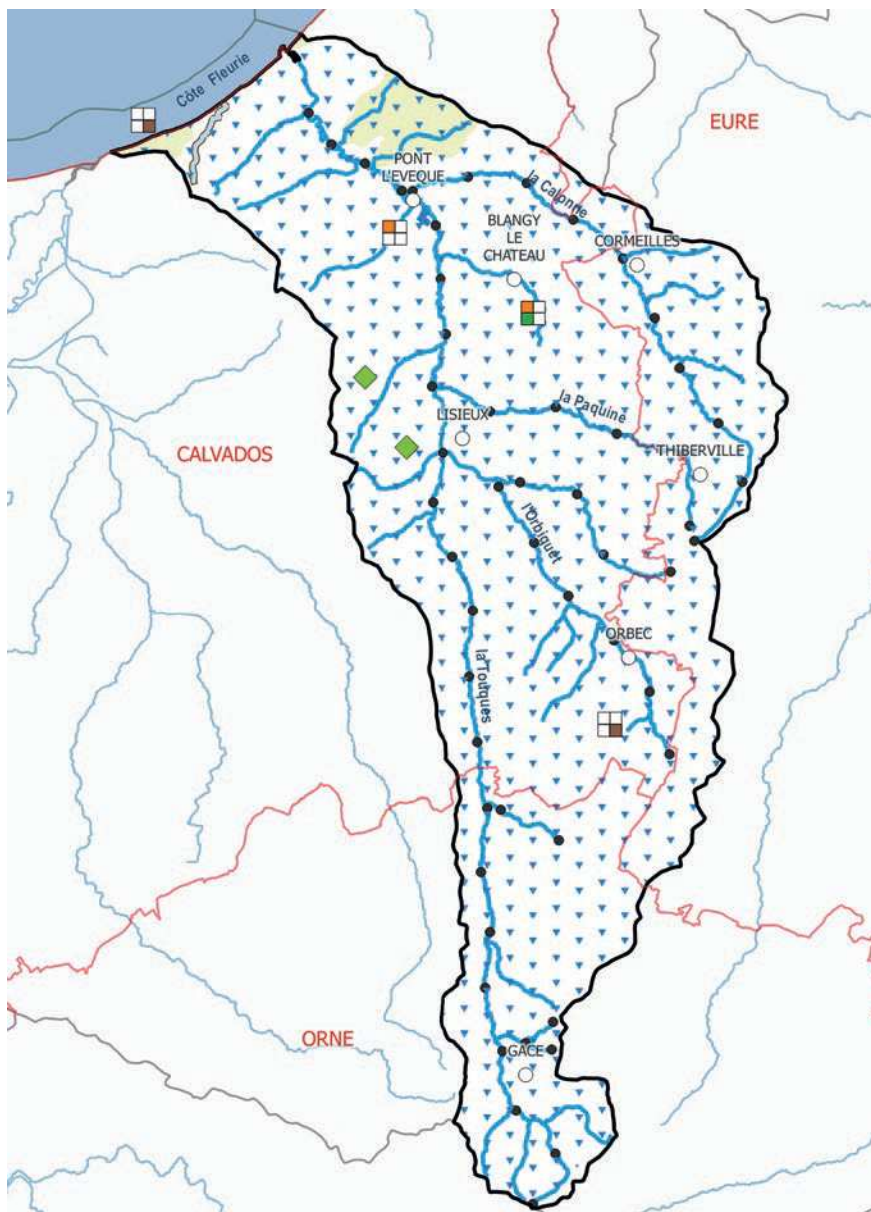 Côte Fleurie
EURE
PONT
L'EVEQUE
la Calonne
BLANGY
LE
CHATEAU
CORMEILLES
la Paquine
LISIEUX
CALVADOS
THIBERVILLE
l'Orbiquet
ORBEC
la Touques
ORNE
GACE